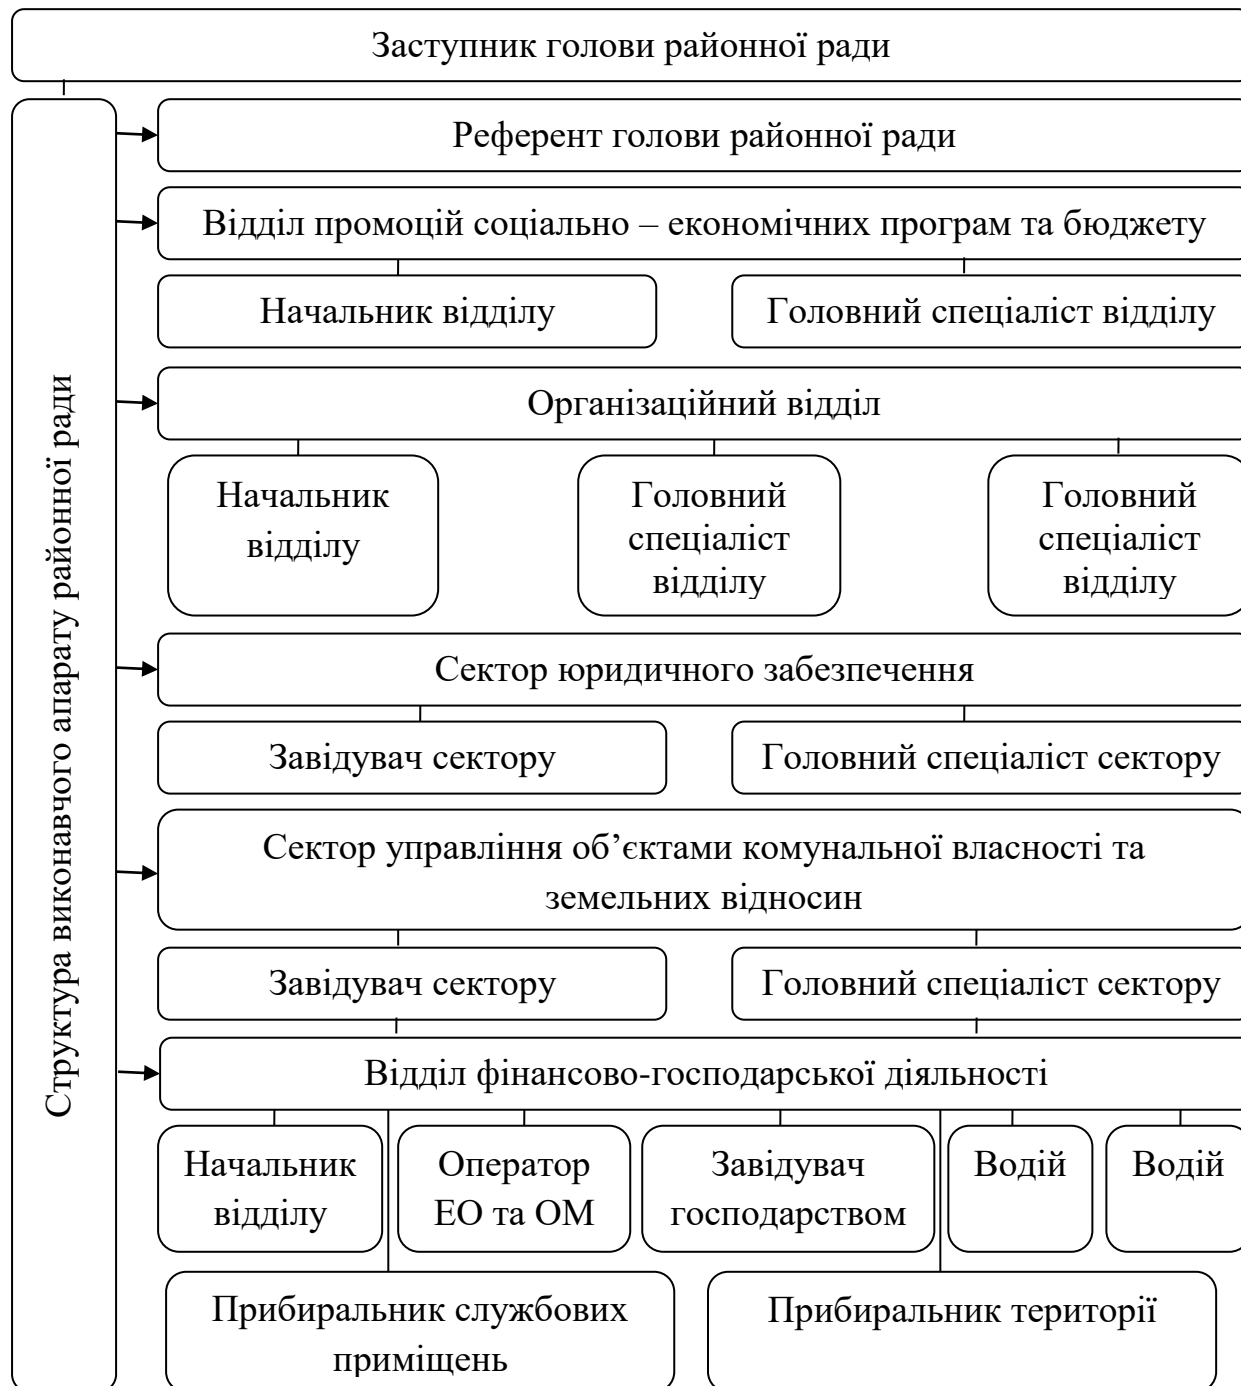 Заступник голови районної ради
Структура виконавчого апарату районної ради
Референт голови районної ради
Відділ промоцій соціально – економічних програм та бюджету
Начальник відділу
Головний спеціаліст відділу
Організаційний відділ
Начальник
відділу
Головний
спеціаліст
відділу
Головний
спеціаліст
відділу
Сектор юридичного забезпечення
Завідувач сектору
Головний спеціаліст сектору
Сектор управління об’єктами комунальної власності та
земельних відносин
Завідувач сектору
Головний спеціаліст сектору
Відділ фінансово-господарської діяльності
Начальник
відділу
Оператор
ЕО та ОМ
Завідувач
господарством
Водій
Водій
Прибиральник службових
приміщень
Прибиральник території